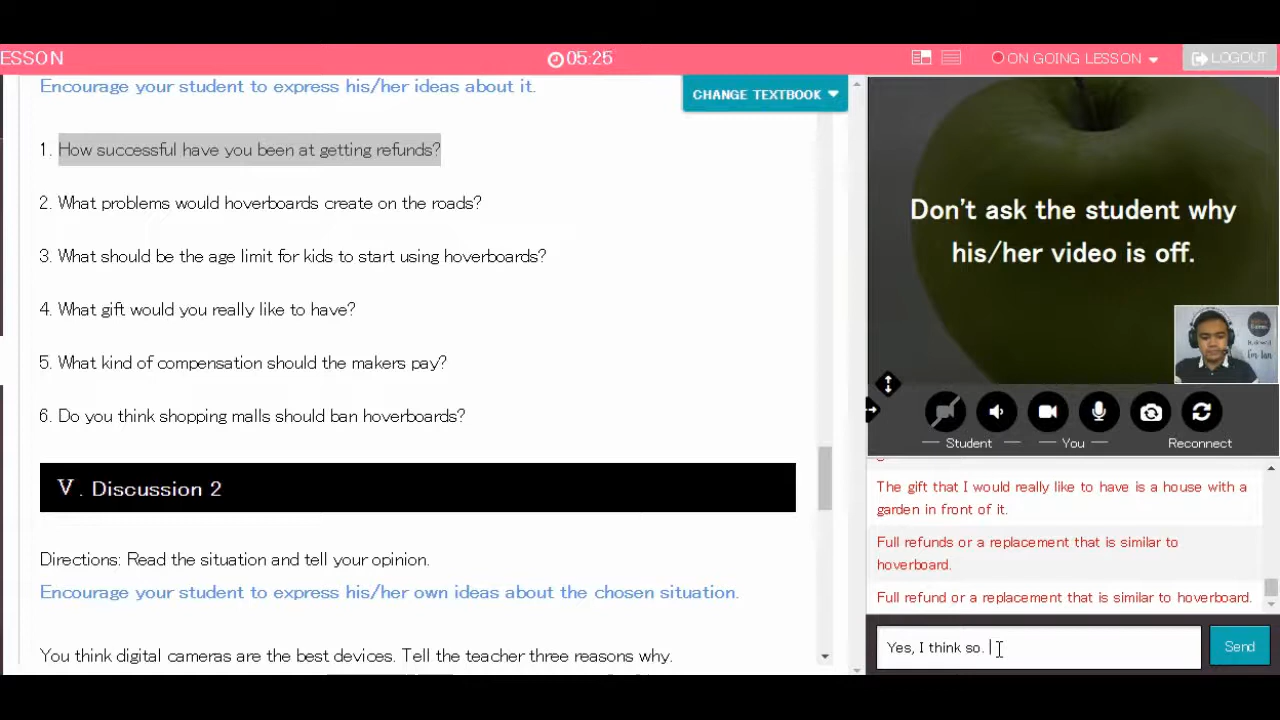 ESSON
05:25
ON GOING LESSON
LOGOUT
Encourage your student to express his/her ideas about it.
CHANGE TEXTBOOK
1. How successful have you been at getting refunds?
2. What problems would hoverboards create on the roads?
3. What should be the age limit for kids to start using hoverboards?
4. What gift would you really like to have?
5. What kind of compensation should the makers pay?
6. Do you think shopping malls should ban hoverboards?
V. Discussion 2
Directions: Read the situation and tell your opinion.
Encourage your student to express his/her own ideas about the chosen situation.
You think digital cameras are the best devices. Tell the teacher three reasons why.
Don't ask the student why
his/her video is off.
Student
You
Reconnect
The gift that I would really like to have is a house with a
garden in front of it.
Full refunds or a replacement that is similar to
hoverboard.
Full refund or a replacement that is similar to hoverboard.
Yes, I think so.
Send